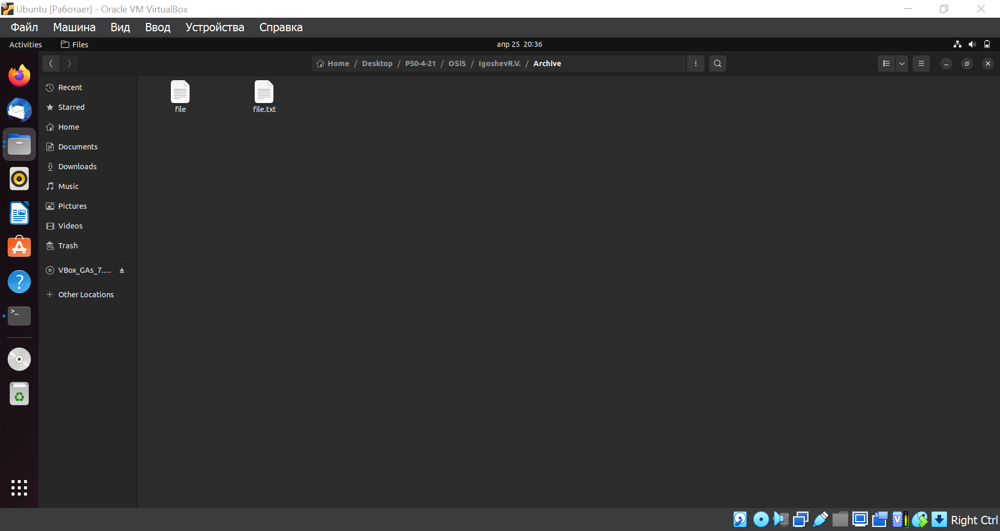 Ubuntu [Работает] - Oracle VM VirtualBox
Файл Машина Вид Ввод Устройства Справка
Activities Files апр 25 20:36
Home / Desktop / P50-4-21 / OSiS / IgoshevR.V. / Archive
Recent
Starred
Home
Documents
Downloads
Music
Pictures
Videos
Trash
VBox_GAs_7....
Other Locations
file file.txt
Right Ctrl